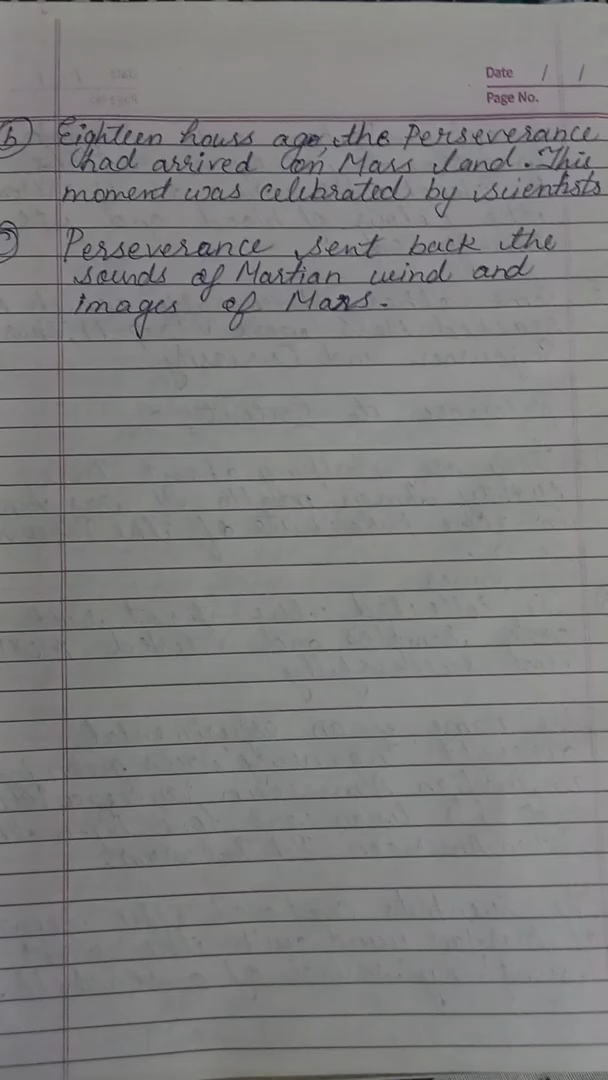 Date / /
Page No.
b) Eighteen hours ago, the Perseverance
had arrived on Mars land. This
moment was celebrated by scientists
Perseverance sent back the
sounds of Martian wind and
images of Mars.